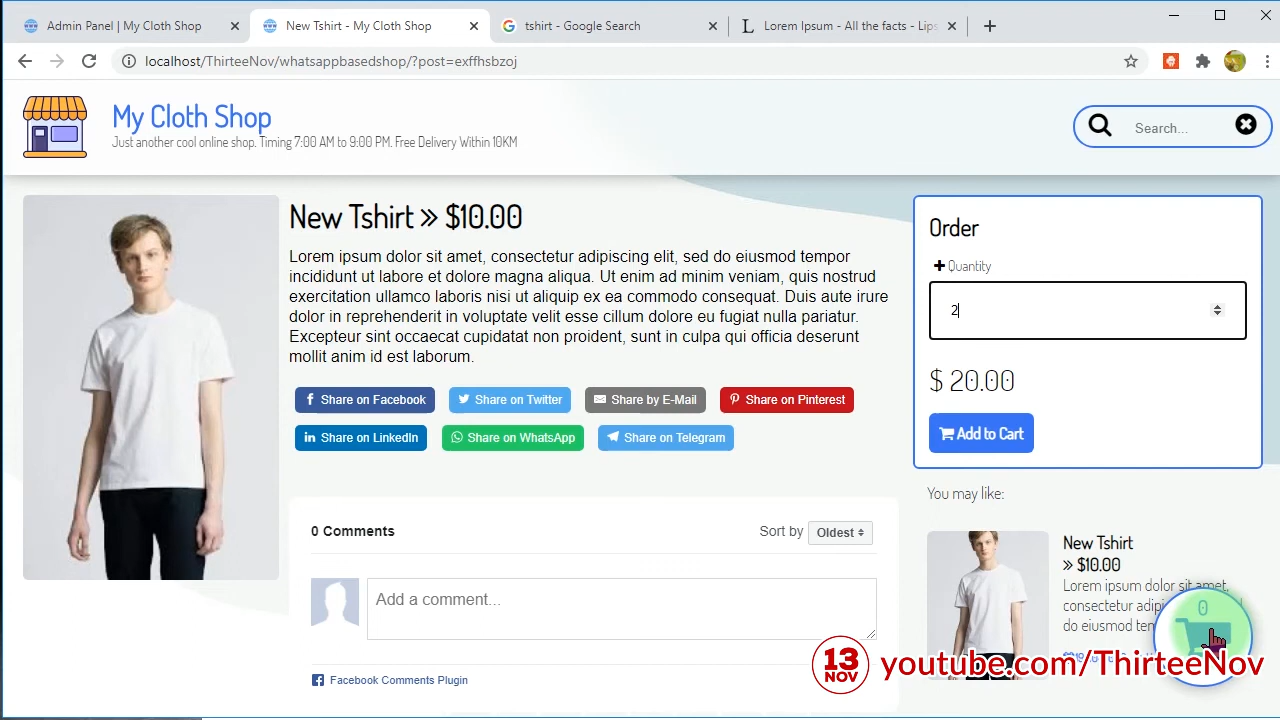 Admin Panel | My Cloth Shop
New Tshirt - My Cloth Shop
tshirt - Google Search
Lorem Ipsum - All the facts - Lips
localhost/ThirteeNov/whatsappbasedshop/?post=exfhsbzoj
My Cloth Shop
Just another cool online shop. Timing 7:00 AM to 9:00 PM. Free Delivery Within 10KM
Search...
New Tshirt » $10.00
Lorem ipsum dolor sit amet, consectetur adipiscing elit, sed do eiusmod tempor
incididunt ut labore et dolore magna aliqua. Ut enim ad minim veniam, quis nostrud
exercitation ullamco laboris nisi ut aliquip ex ea commodo consequat. Duis aute irure
dolor in reprehenderit in voluptate velit esse cillum dolore eu fugiat nulla pariatur.
Excepteur sint occaecat cupidatat non proident, sunt in culpa qui officia deserunt
mollit anim id est laborum.
Share on Facebook
Share on Twitter
Share by E-Mail
Share on Pinterest
Share on LinkedIn
Share on WhatsApp
Share on Telegram
0 Comments
Sort by Oldest
Add a comment...
Facebook Comments Plugin
Order
Quantity
2
$ 20.00
Add to Cart
You may like:
New Tshirt
» $10.00
Lorem ipsum dolor sit amet,
consectetur adipi
do eiusmod tem
0
13
NOV
youtube.com/ThirteeNov